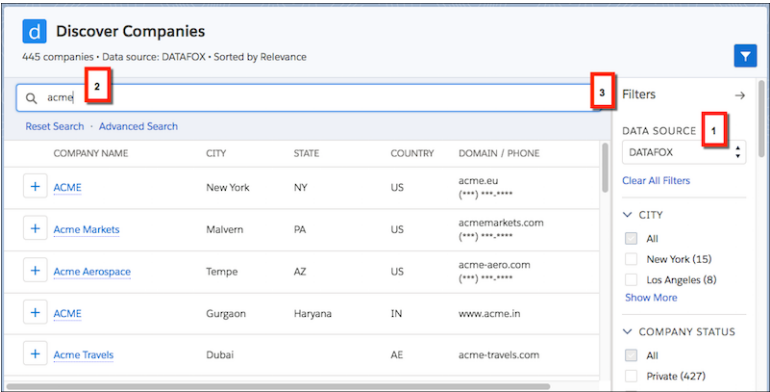 d Discover Companies
445 companies • Data source: DATAFOX • Sorted by Relevance
acme
2
3
Reset Search · Advanced Search
COMPANY NAME CITY STATE COUNTRY DOMAIN / PHONE
+ ACME New York NY US acme.eu
(***) ***-****
+ Acme Markets Malvern PA US acmemarkets.com
(***) ***-****
+ Acme Aerospace Tempe AZ US acme-aero.com
(***) ***-****
+ ACME Gurgaon Haryana IN www.acme.in
+ Acme Travels Dubai AE acme-travels.com
Filters →
DATA SOURCE 1
DATAFOX
Clear All Filters
CITY
All
New York (15)
Los Angeles (8)
Show More
COMPANY STATUS
All
Private (427)